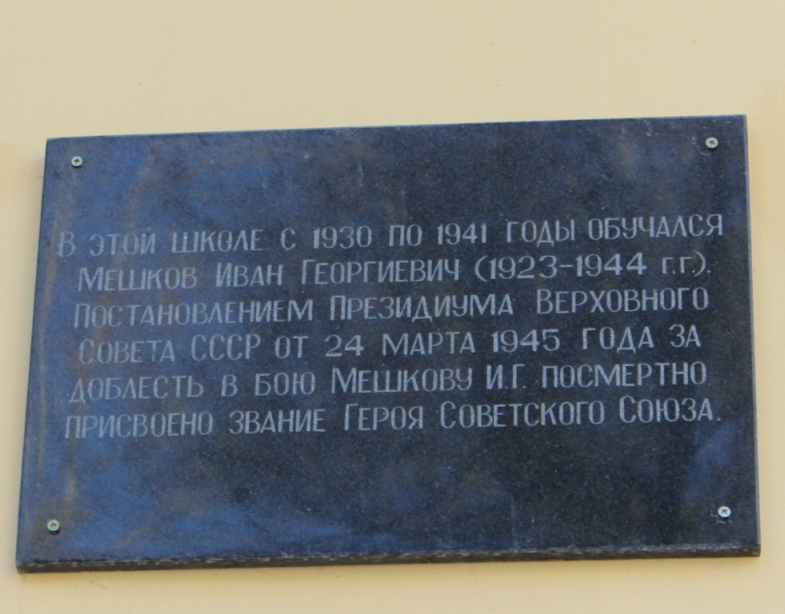 В ЭТОЙ ШКОЛЕ С 1930 ПО 1941 ГОДЫ ОБУЧАЛСЯ
МЕШКОВ ИВАН ГЕОРГИЕВИЧ (1923-1944 Г.Г.).
ПОСТАНОВЛЕНИЕМ ПРЕЗИДИУМА ВЕРХОВНОГО
СОВЕТА СССР ОТ 24 МАРТА 1945 ГОДА ЗА
ДОБЛЕСТЬ В БОЮ МЕШКОВУ И.Г. ПОСМЕРТНО
ПРИСВОЕНО ЗВАНИЕ ГЕРОЯ СОВЕТСКОГО СОЮЗА.